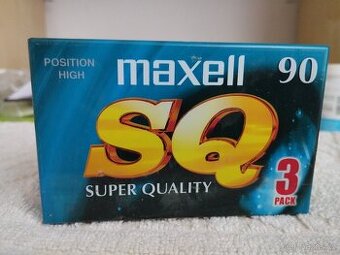 POSITION
HIGH
maxell 90
SQ
SUPER QUALITY
3
PACK